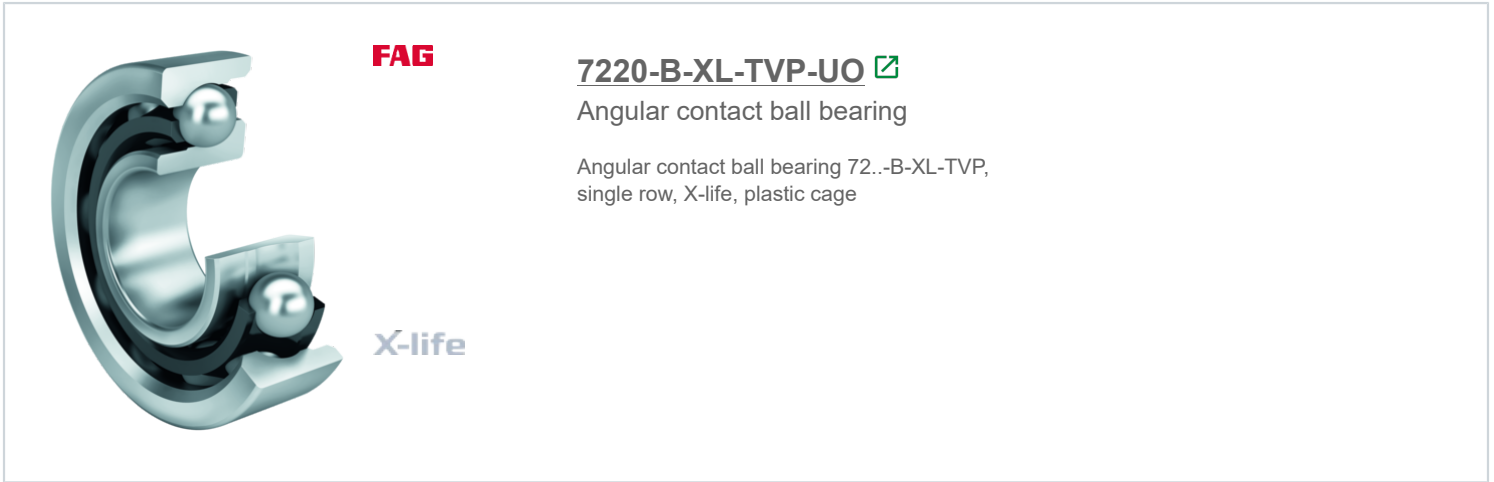 FAG
7220-B-XL-TVP-UO
Angular contact ball bearing
Angular contact ball bearing 72..-B-XL-TVP,
single row, X-life, plastic cage
X-life